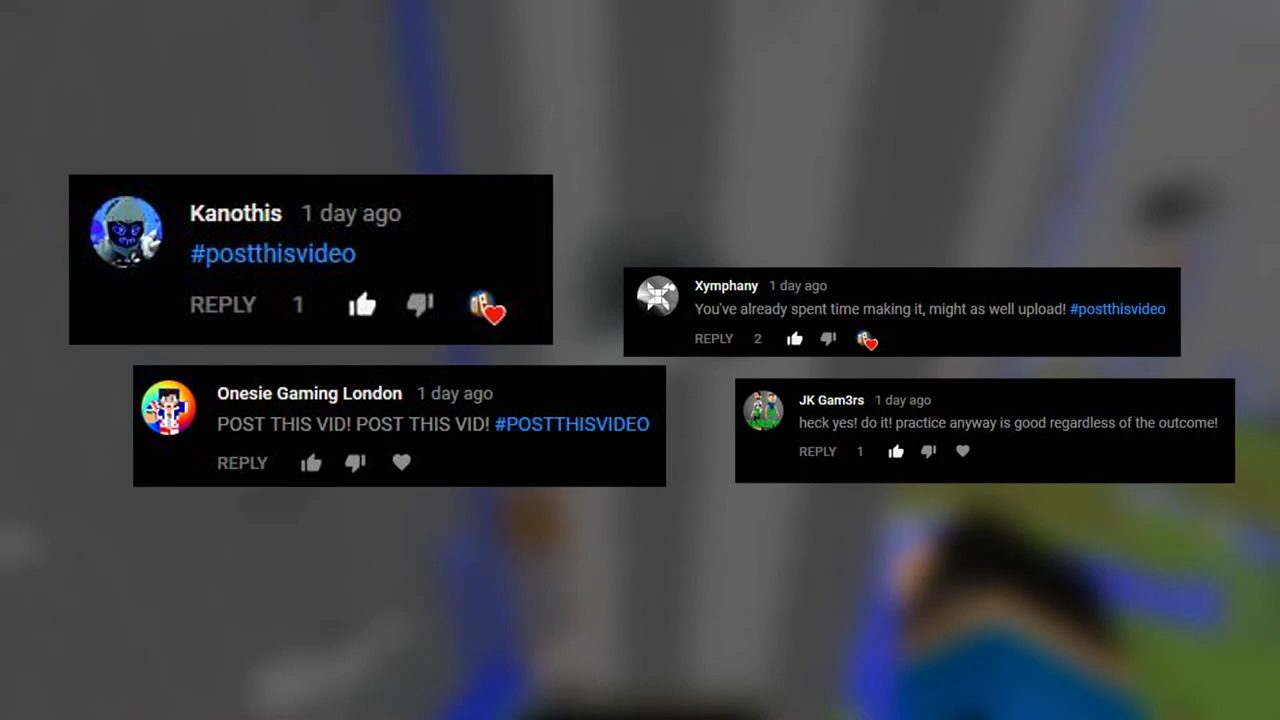 Kanothis 1 day ago
#postthisvideo
REPLY 1
Xymphany 1 day ago
You've already spent time making it, might as well upload! #postthisvideo
REPLY 2
Onesie Gaming London 1 day ago
POST THIS VID! POST THIS VID! #POSTTHISVIDEO
REPLY
JK Gam3rs 1 day ago
heck yes! do it! practice anyway is good regardless of the outcome!
REPLY 1